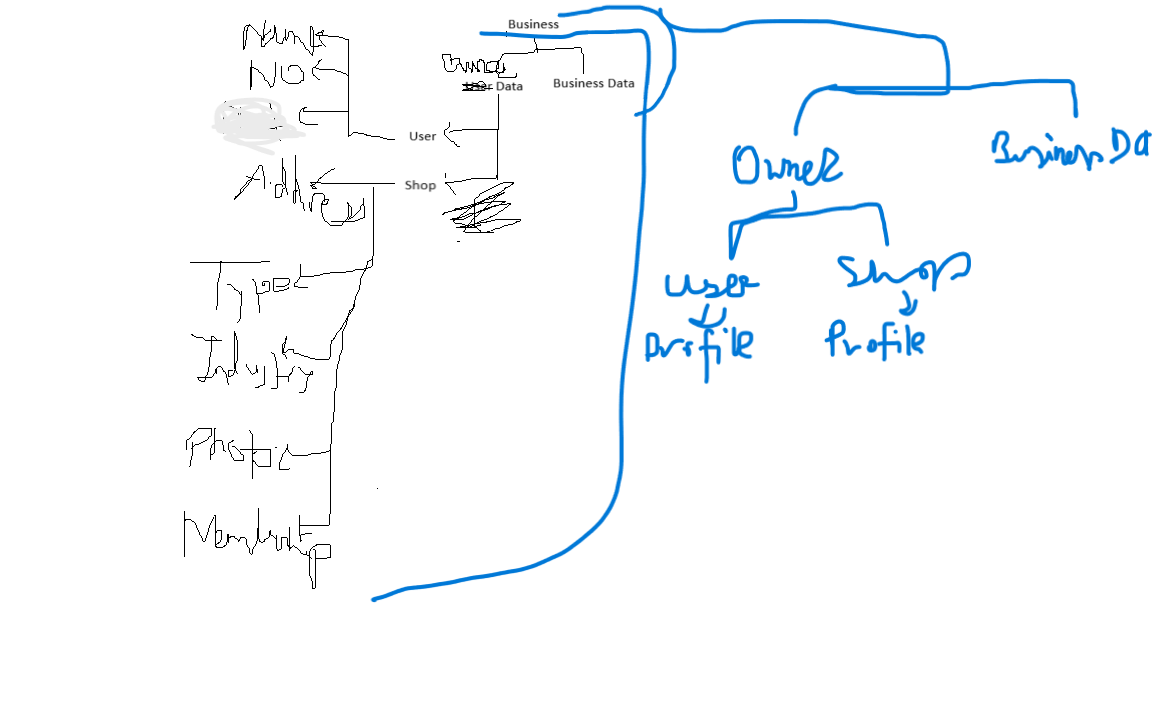 Business
Owner
Data
Business Data
Name
NO
User
Shop
Address
Type
Industry
Photo
Membership
Owner
Business Da
User
Shop
Profile
Profile